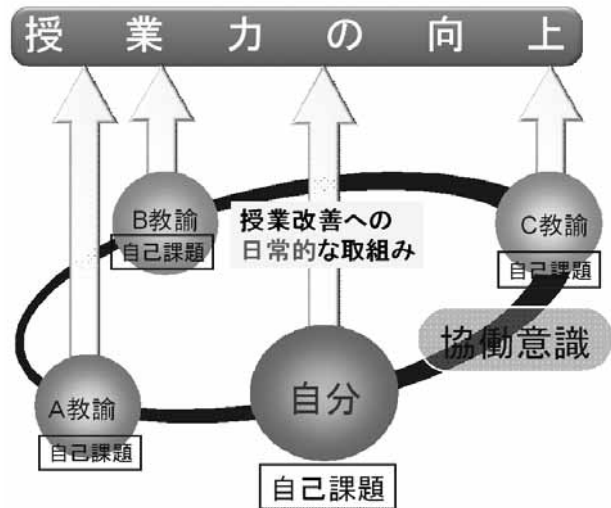 授業力の向上
B教諭
自己課題
授業改善への
日常的な取組み
C教諭
自己課題
協働意識
A教諭
自己課題
自分
自己課題